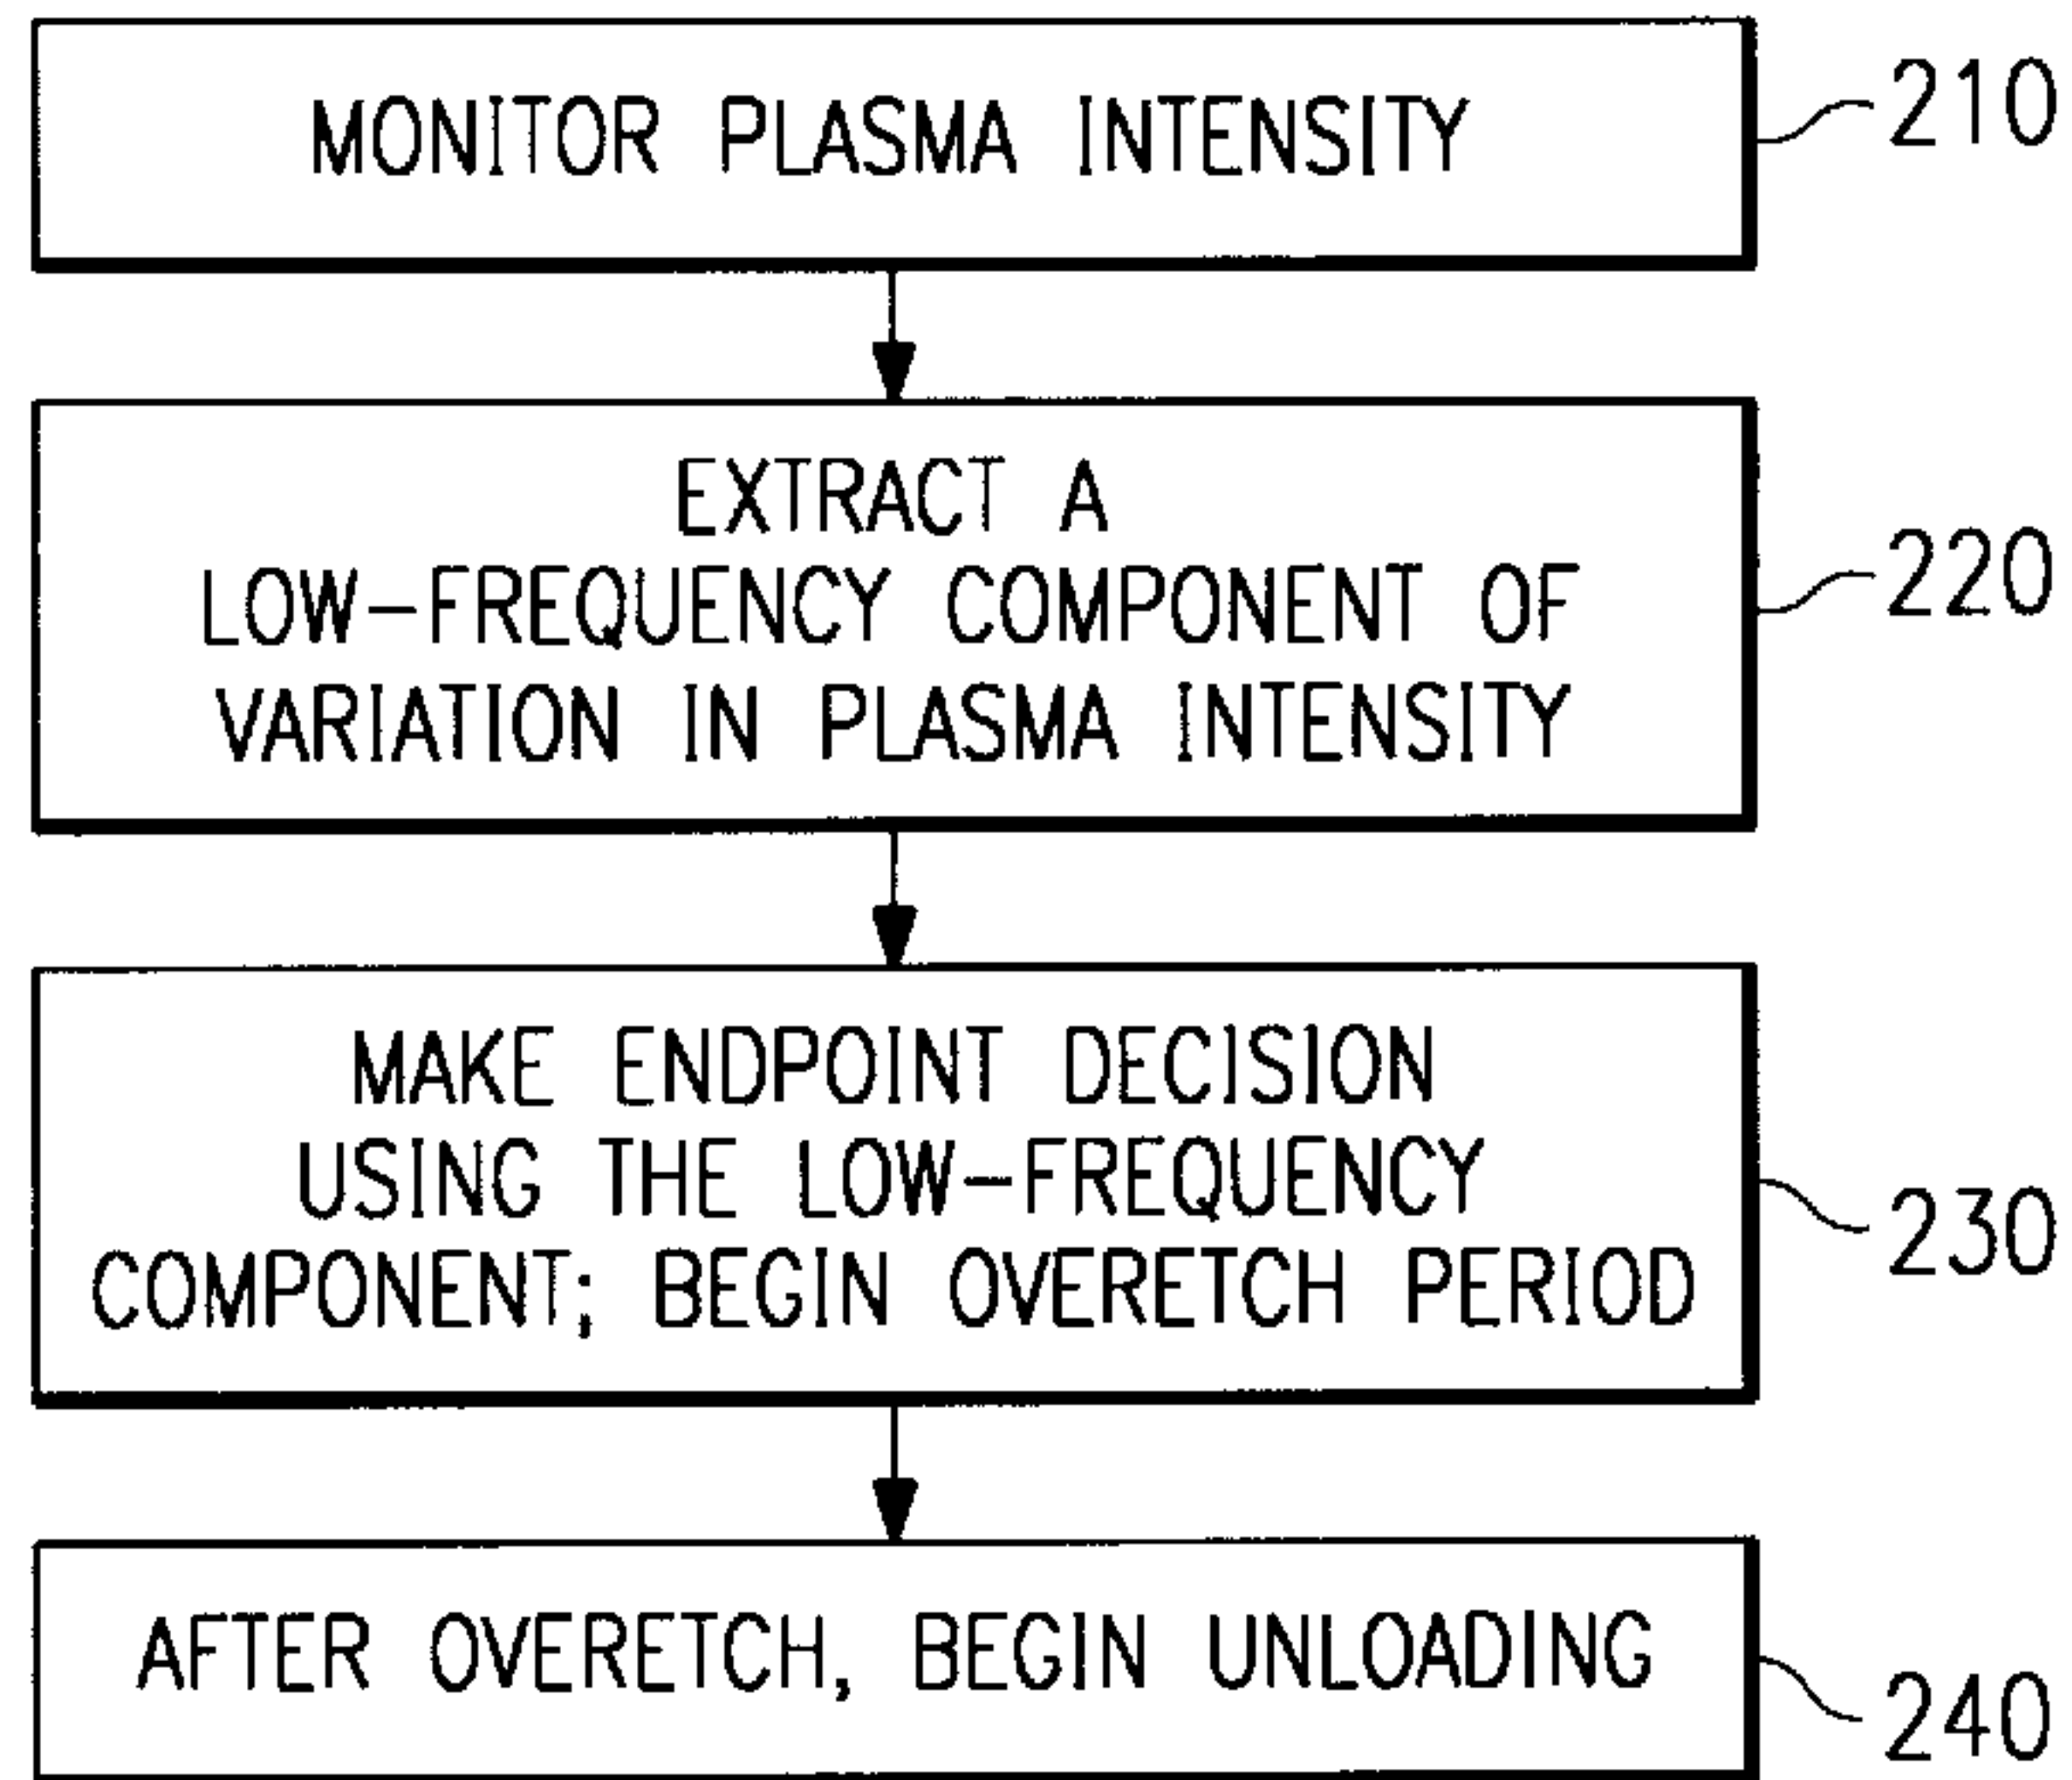 MONITOR PLASMA INTENSITY
210
EXTRACT A
LOW-FREQUENCY COMPONENT OF
VARIATION IN PLASMA INTENSITY
220
MAKE ENDPOINT DECISION
USING THE LOW-FREQUENCY
COMPONENT; BEGIN OVERETCH PERIOD
230
AFTER OVERETCH, BEGIN UNLOADING
240